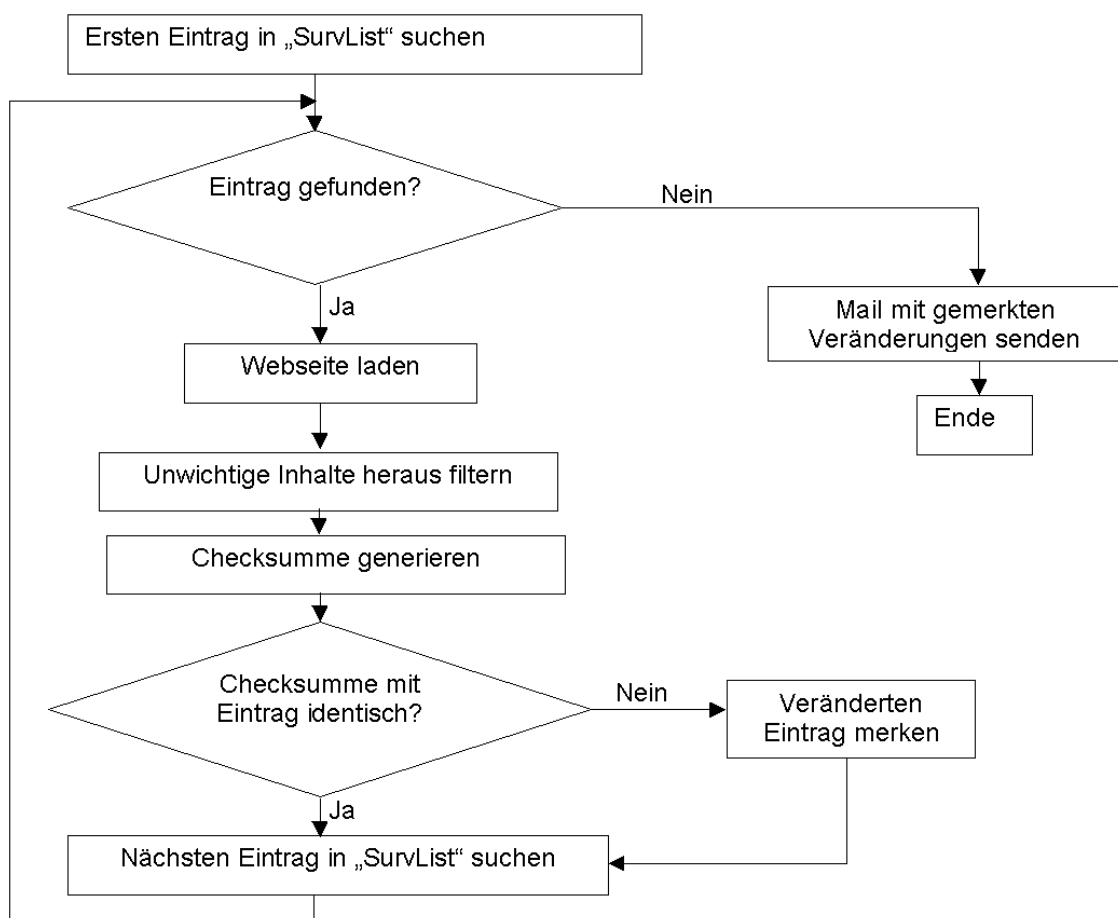 Ersten Eintrag in „SurvList“ suchen
Eintrag gefunden?
Nein
Ja
Mail mit gemerkten
Veränderungen senden
Webseite laden
Ende
Unwichtige Inhalte heraus filtern
Checksumme generieren
Checksumme mit
Eintrag identisch?
Nein
Veränderten
Eintrag merken
Ja
Nächsten Eintrag in „SurvList“ suchen